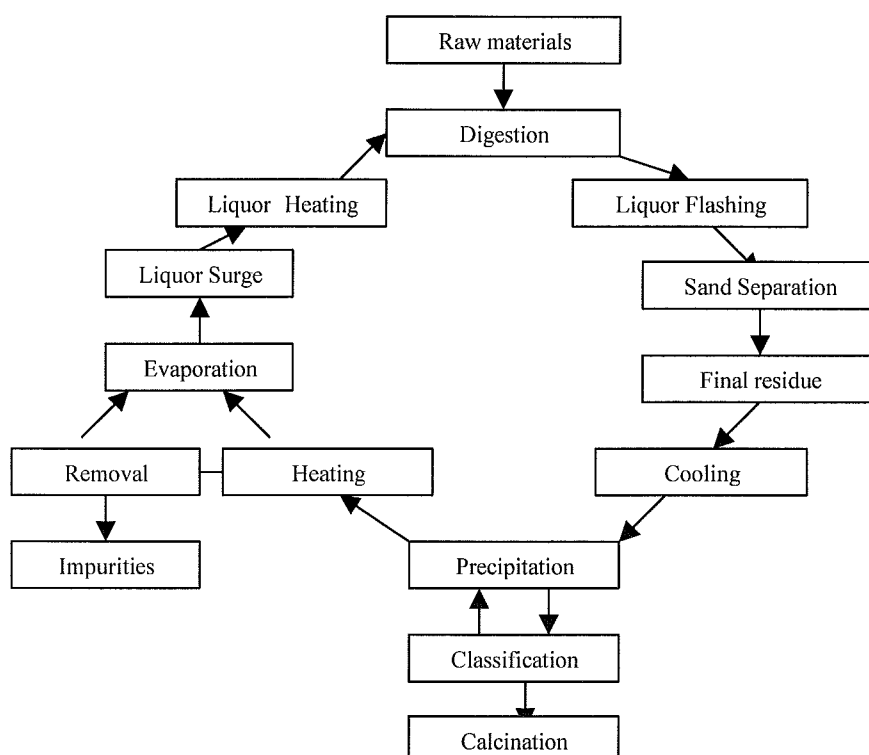 Raw materials
Digestion
Liquor Heating
Liquor Flashing
Liquor Surge
Sand Separation
Evaporation
Final residue
Removal
Heating
Cooling
Impurities
Precipitation
Classification
Calcination